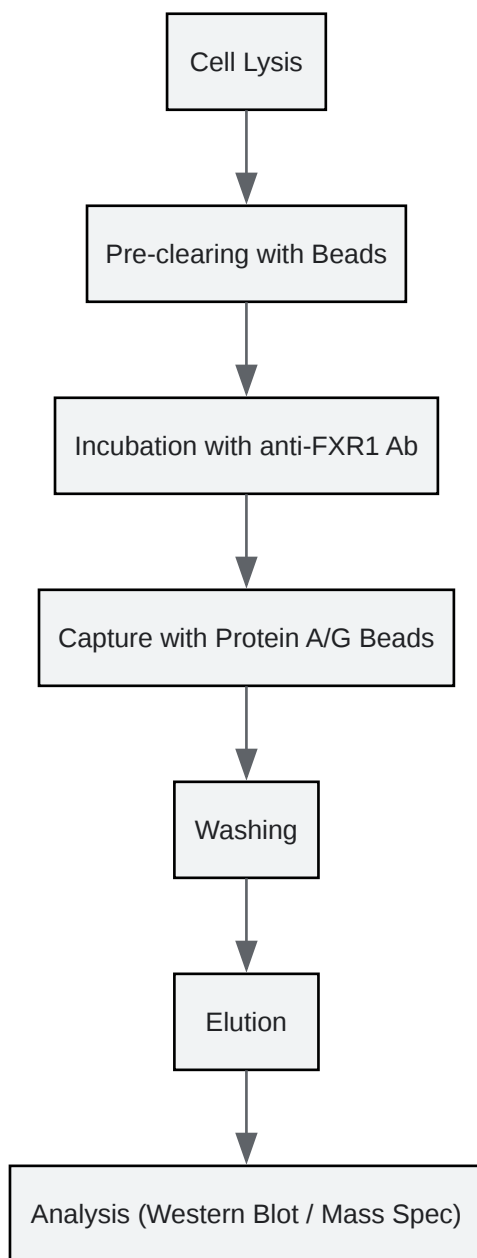 Cell Lysis
Pre-clearing with Beads
Incubation with anti-FXR1 Ab
Capture with Protein A/G Beads
Washing
Elution
Analysis (Western Blot / Mass Spec)